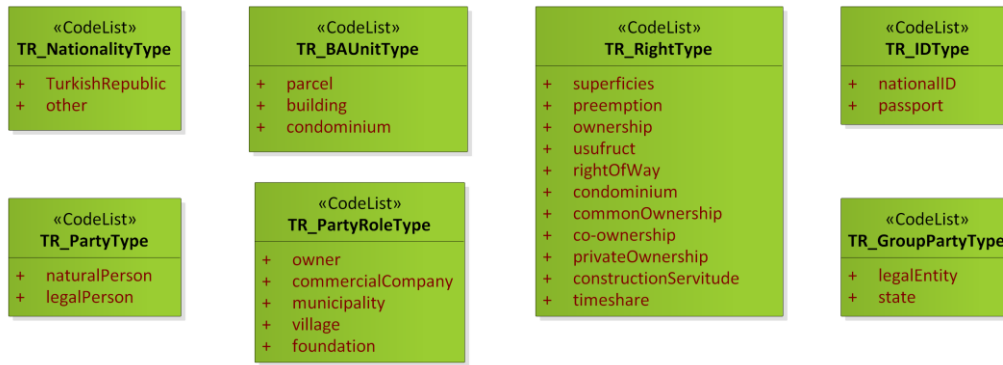 «CodeList»
TR_NationalityType
+ TurkishRepublic
+ other
«CodeList»
TR_BAUnitType
+ parcel
+ building
+ condominium
«CodeList»
TR_RightType
+ superficies
+ preemption
+ ownership
+ usufruct
+ rightOfWay
+ condominium
+ commonOwnership
+ co-ownership
+ privateOwnership
+ constructionServitude
+ timeshare
«CodeList»
TR_IDType
+ nationalID
+ passport
«CodeList»
TR_PartyType
+ naturalPerson
+ legalPerson
«CodeList»
TR_PartyRoleType
+ owner
+ commercialCompany
+ municipality
+ village
+ foundation
«CodeList»
TR_GroupPartyType
+ legalEntity
+ state